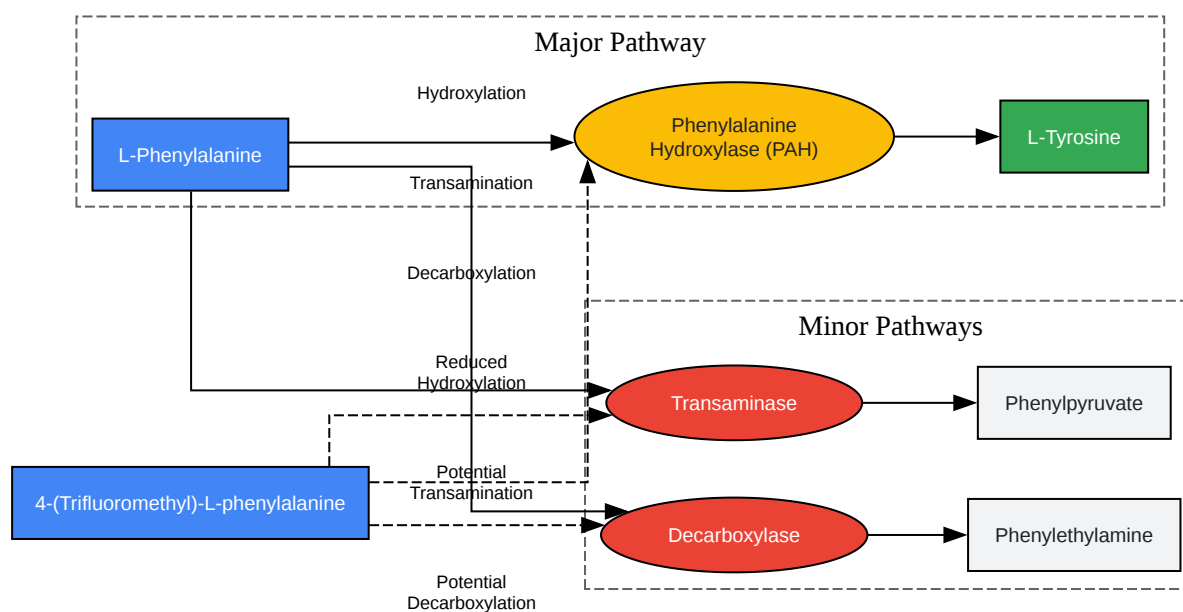 Major Pathway
Hydroxylation
L-Phenylalanine
Phenylalanine
Hydroxylase (PAH)
L-Tyrosine
Transamination
Decarboxylation
Minor Pathways
Reduced
Hydroxylation
Transaminase
Phenylpyruvate
4-(Trifluoromethyl)-L-phenylalanine
Potential
Transamination
Decarboxylase
Phenylethylamine
Potential
Decarboxylation